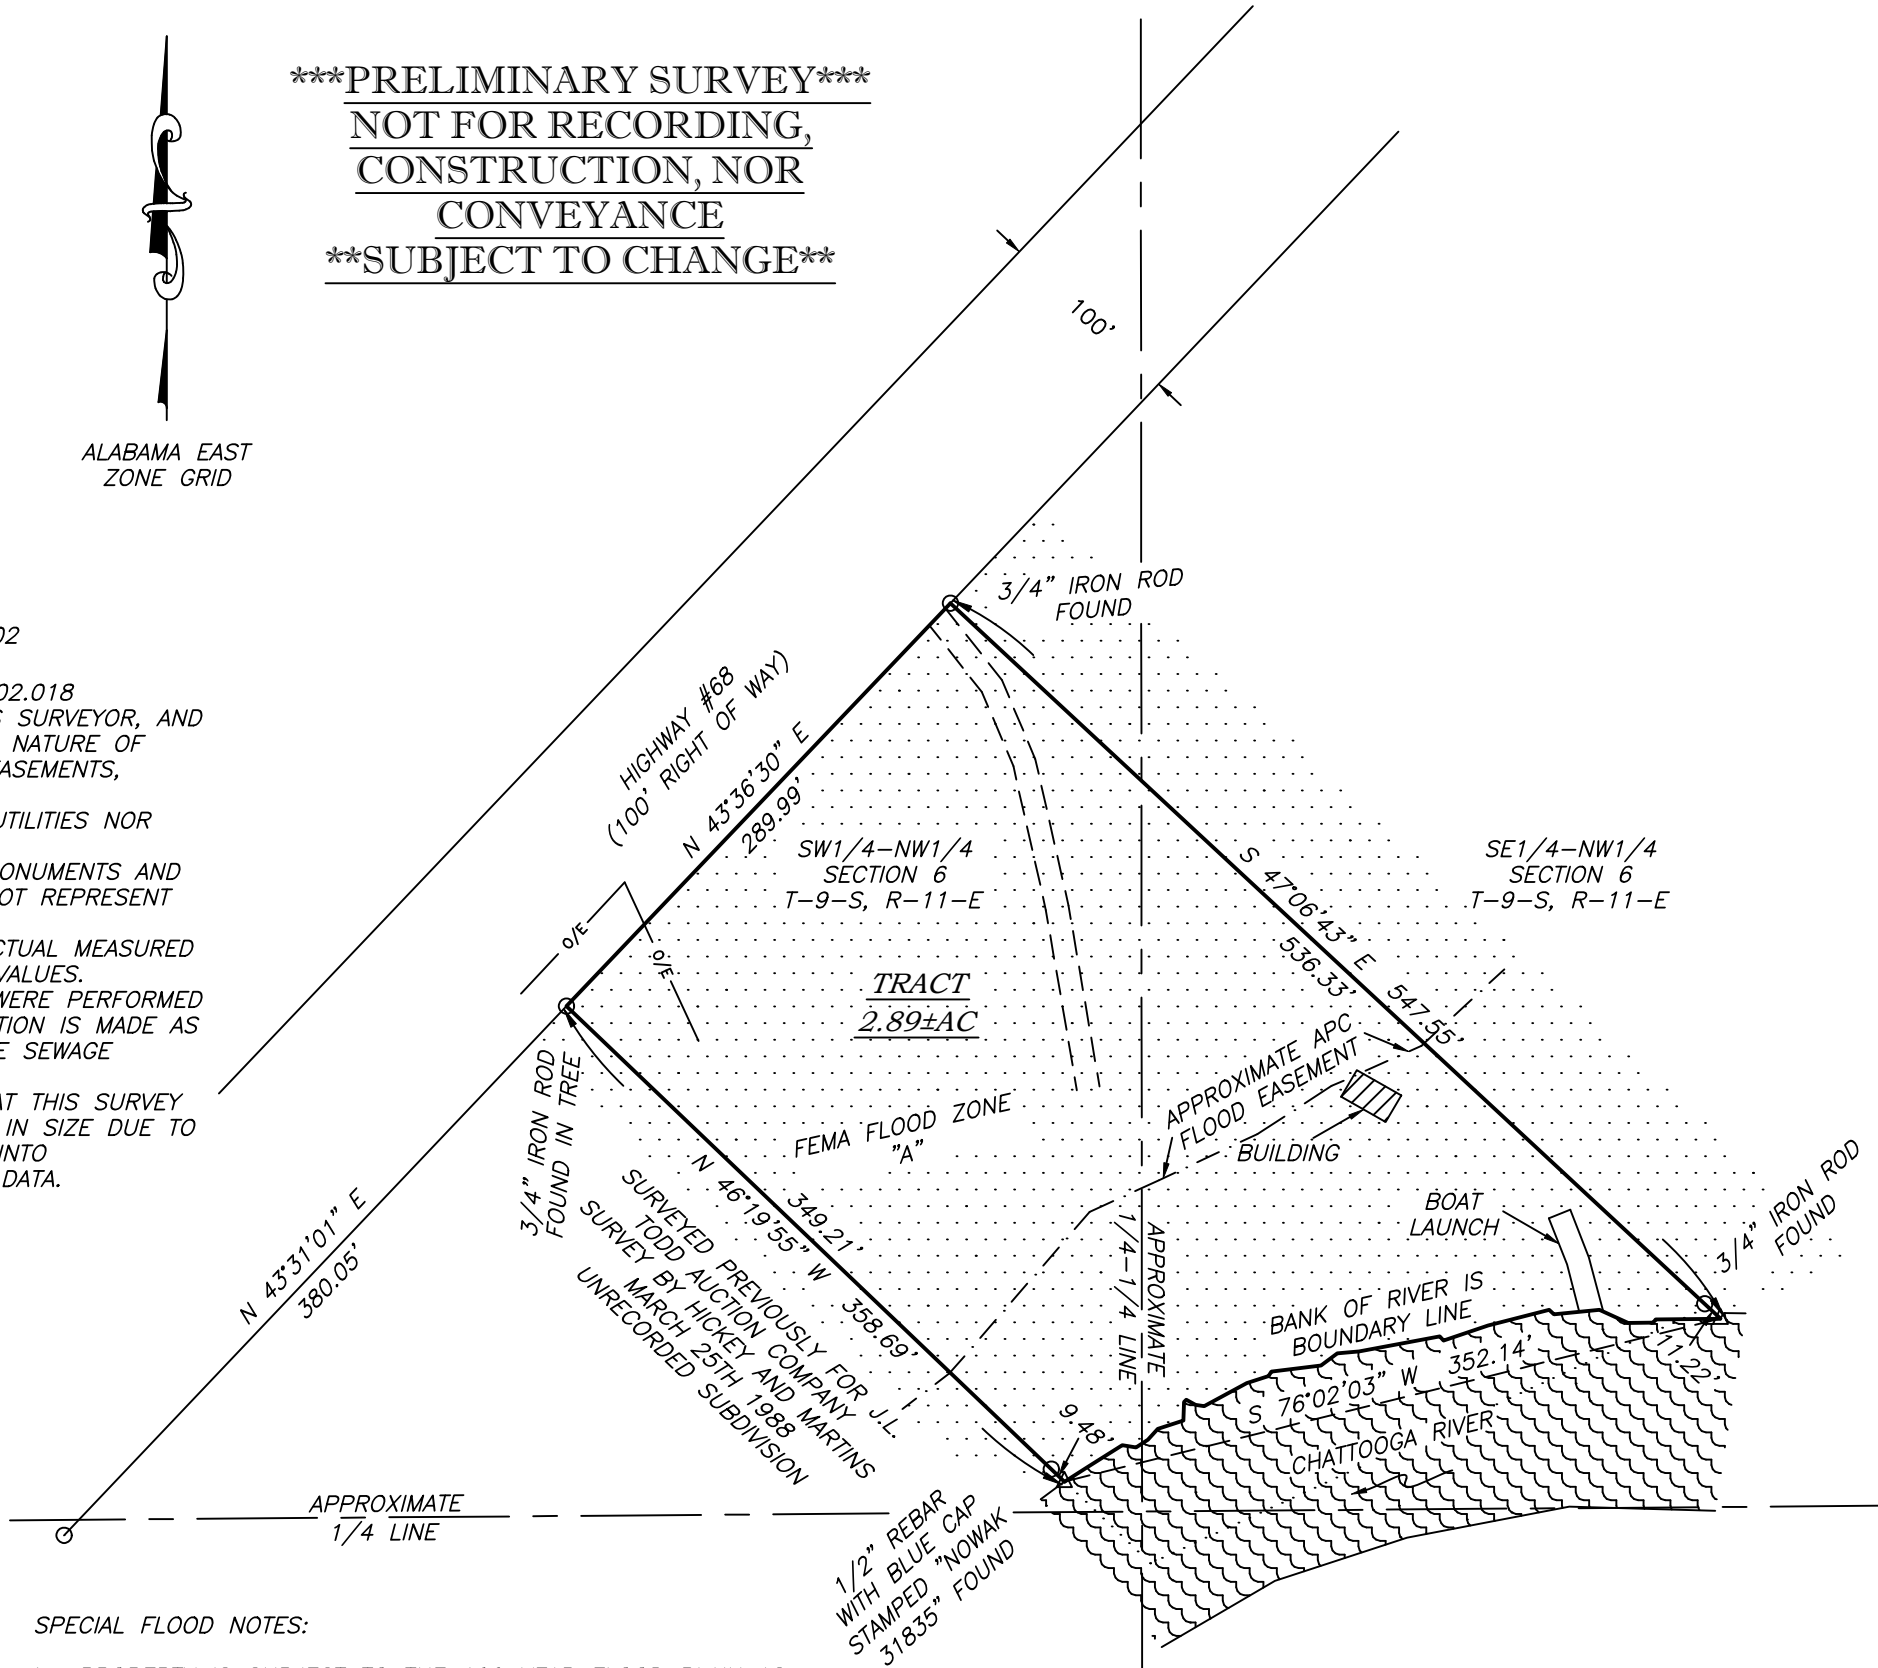 ***PRELIMINARY SURVEY***
NOT FOR RECORDING,
CONSTRUCTION, NOR
CONVEYANCE
**SUBJECT TO CHANGE**
ALABAMA EAST
ZONE GRID
100'
02
02.018
S SURVEYOR, AND
NATURE OF
EASEMENTS,
UTILITIES NOR
MONUMENTS AND
NOT REPRESENT
ACTUAL MEASURED
VALUES.
WERE PERFORMED
TION IS MADE AS
E SEWAGE
AT THIS SURVEY
IN SIZE DUE TO
INTO
DATA.
3/4" IRON ROD
FOUND
HIGHWAY #68
(100' RIGHT OF WAY)
N 43°36'30" E
289.99'
SW1/4-NW1/4
SECTION 6
T-9-S, R-11-E
SE1/4-NW1/4
SECTION 6
T-9-S, R-11-E
S 47°06'43" E
536.33'
547.55'
O/E
O/E
TRACT
2.89±AC
3/4" IRON ROD
FOUND IN TREE
FEMA FLOOD ZONE
"A"
APPROXIMATE APC
FLOOD EASEMENT
BUILDING
BOAT
LAUNCH
3/4" IRON ROD
FOUND
N 43°31'01" E
380.05'
N 46°19'55" W
349.21'
358.69'
SURVEYED PREVIOUSLY FOR J.L.
TODD AUCTION COMPANY
SURVEY BY HICKEY AND MARTINS
MARCH 25TH 1988
UNRECORDED SUBDIVISION
APPROXIMATE
1/4-1/4 LINE
BANK OF RIVER IS
BOUNDARY LINE
S 76°02'03" W 352.14'
11.22'
9.48'
CHATTOOGA RIVER
APPROXIMATE
1/4 LINE
1/2" REBAR
WITH BLUE CAP
STAMPED "NOWAK
31835" FOUND
SPECIAL FLOOD NOTES: